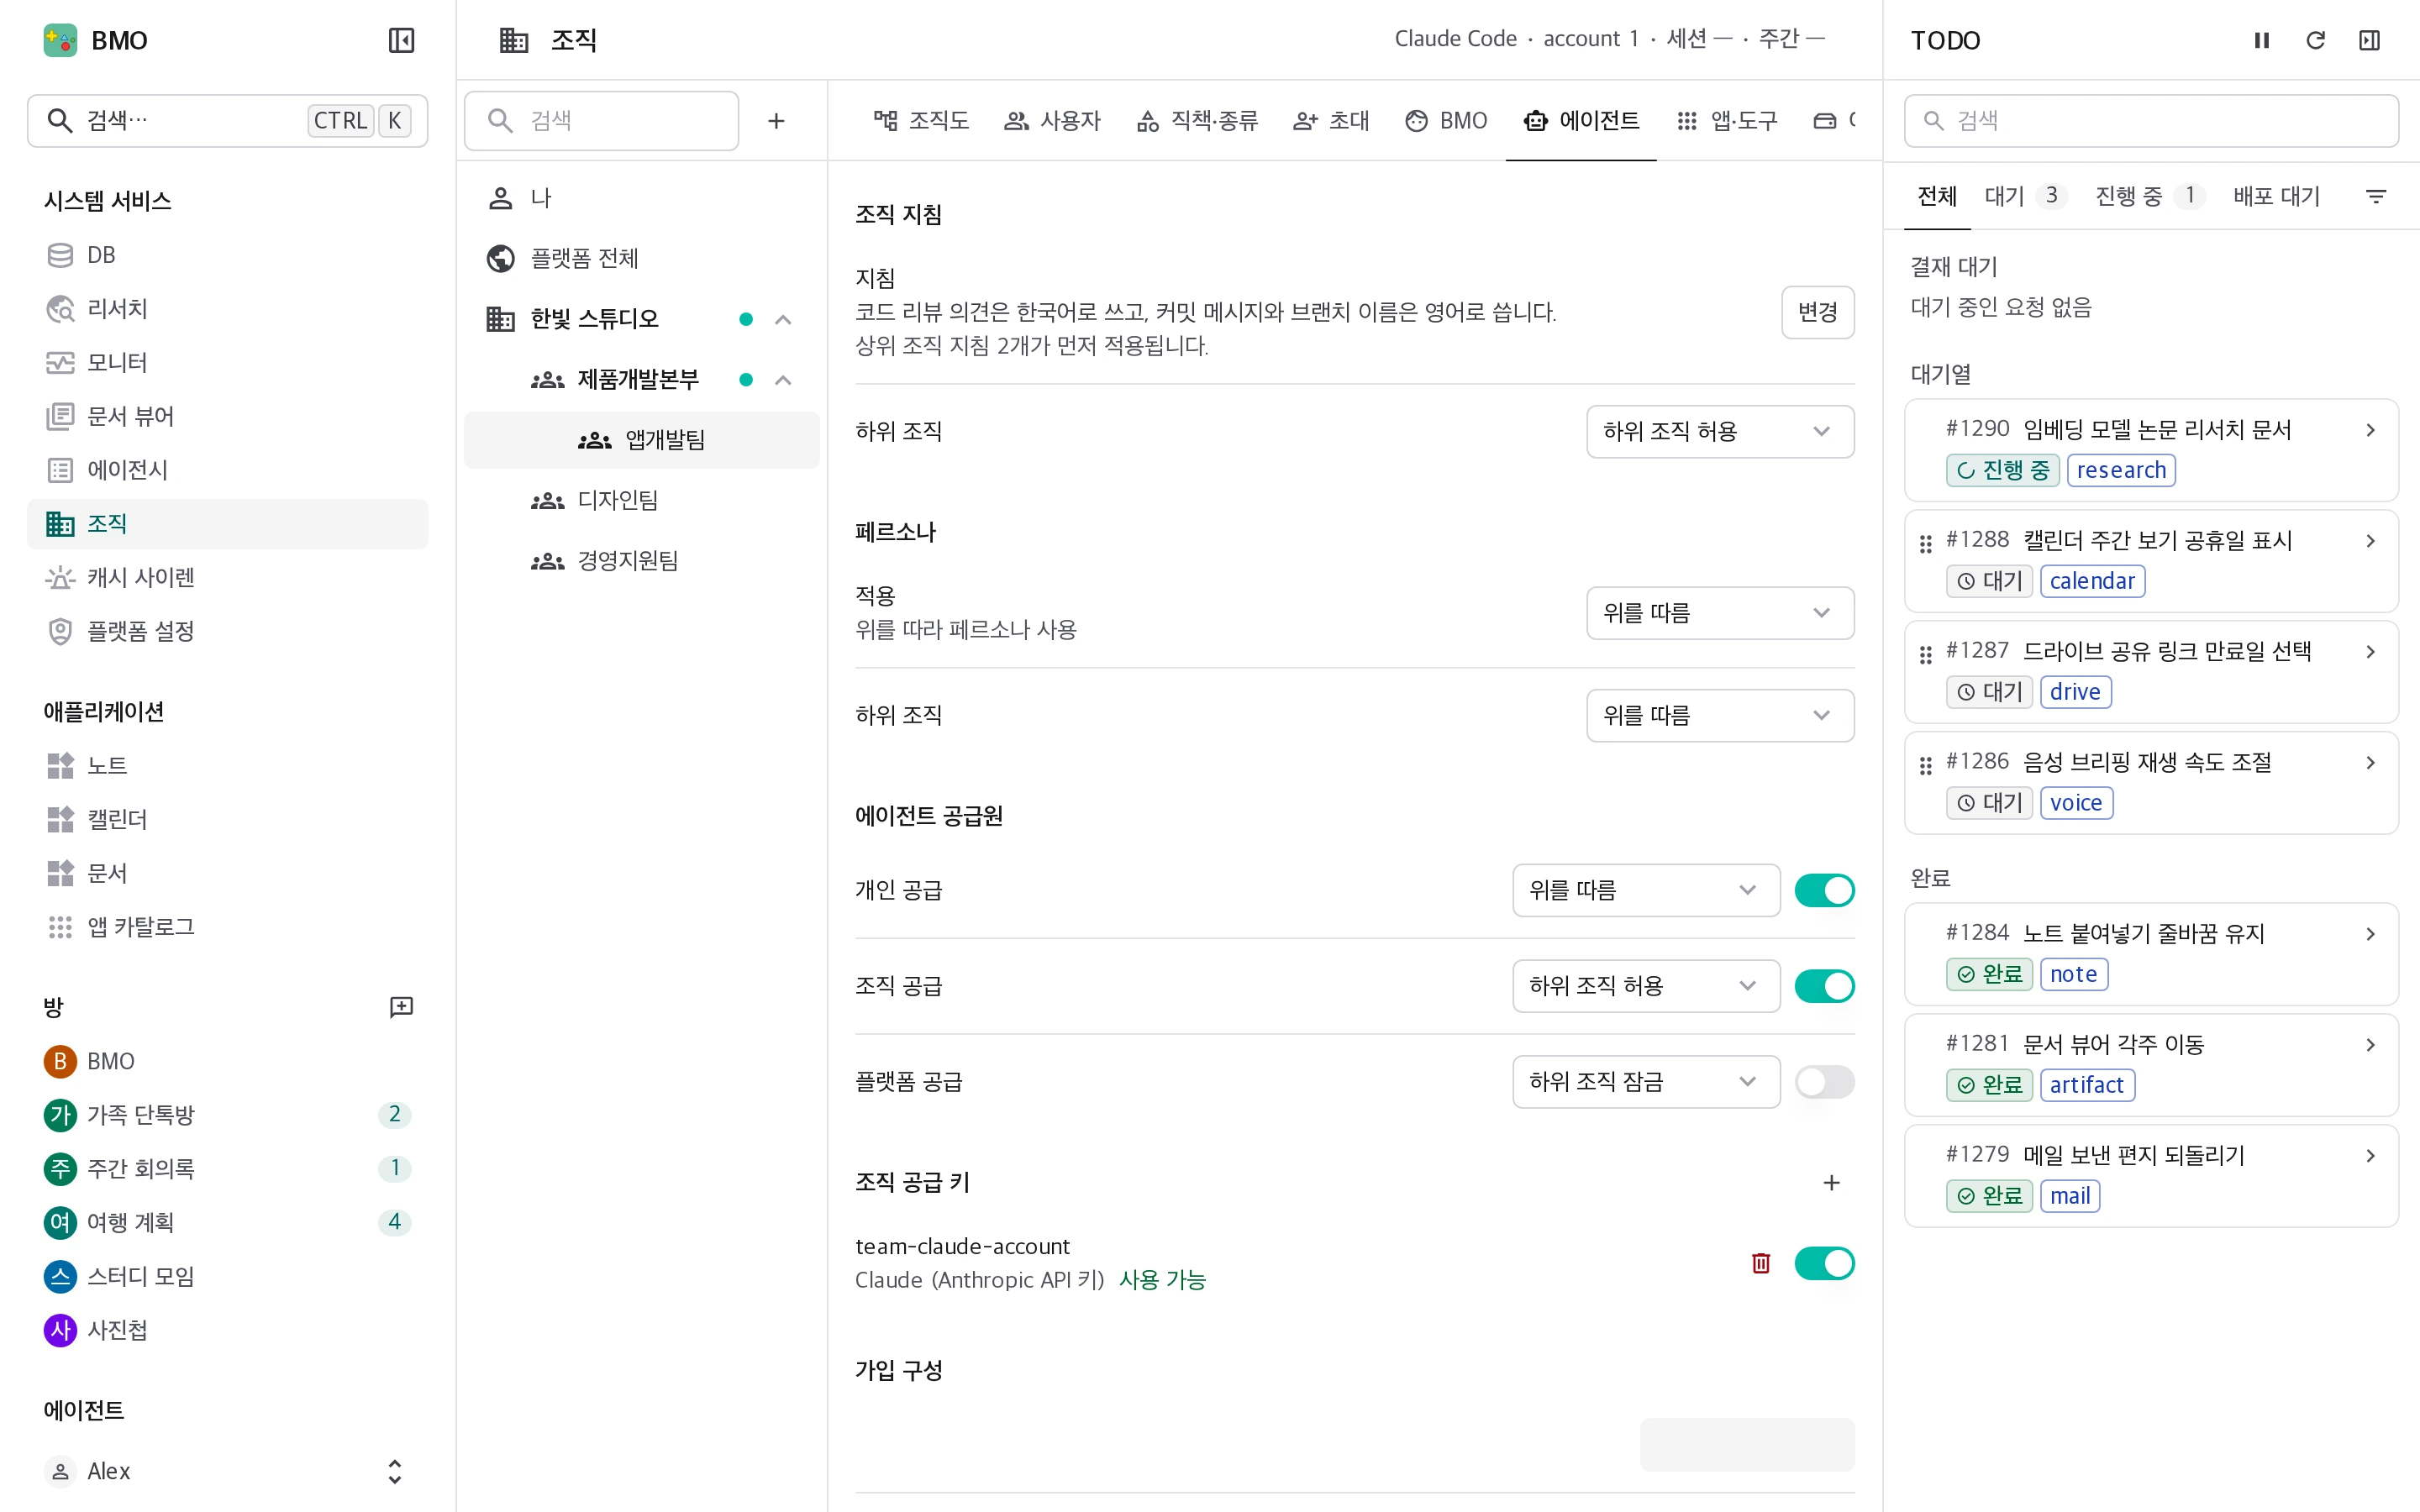 BMO
검색…
CTRL K
시스템 서비스
DB
리서치
모니터
문서 뷰어
에이전시
조직
캐시 사이렌
플랫폼 설정
애플리케이션
노트
캘린더
문서
앱 카탈로그
방
B BMO
가 가족 단톡방 2
주 주간 회의록 1
여 여행 계획 4
스 스터디 모임
사 사진첩
에이전트
Alex
조직
Claude Code · account 1 · 세션 — · 주간 —
검색
나
플랫폼 전체
한빛 스튜디오
제품개발본부
앱개발팀
디자인팀
경영지원팀
조직도 사용자 직책·종류 초대 BMO 에이전트 앱·도구
조직 지침
지침
코드 리뷰 의견은 한국어로 쓰고, 커밋 메시지와 브랜치 이름은 영어로 씁니다.
상위 조직 지침 2개가 먼저 적용됩니다.
변경
하위 조직 하위 조직 허용
페르소나
적용
위를 따라 페르소나 사용
위를 따름
하위 조직 위를 따름
에이전트 공급원
개인 공급 위를 따름
조직 공급 하위 조직 허용
플랫폼 공급 하위 조직 잠금
조직 공급 키
team-claude-account
Claude (Anthropic API 키) 사용 가능
가입 구성
TODO
검색
전체 대기 3 진행 중 1 배포 대기
결재 대기
대기 중인 요청 없음
대기열
#1290 임베딩 모델 논문 리서치 문서
진행 중 research
#1288 캘린더 주간 보기 공휴일 표시
대기 calendar
#1287 드라이브 공유 링크 만료일 선택
대기 drive
#1286 음성 브리핑 재생 속도 조절
대기 voice
완료
#1284 노트 붙여넣기 줄바꿈 유지
완료 note
#1281 문서 뷰어 각주 이동
완료 artifact
#1279 메일 보낸 편지 되돌리기
완료 mail